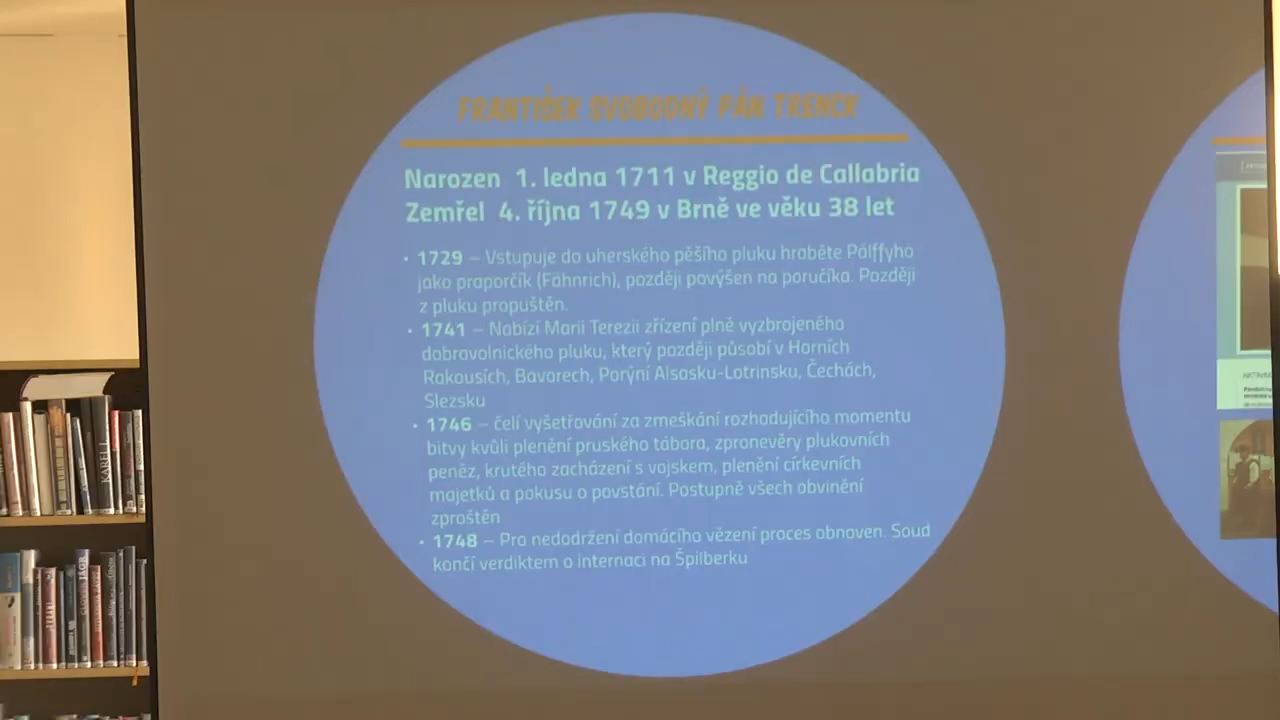 FRANTIŠEK SVOBODNÝ PÁN TRENCK
Narozen 1. ledna 1711 v Reggio de Callabria
Zemřel 4. října 1749 v Brně ve věku 38 let
• 1729 – Vstupuje do uherského pěšího pluku hraběte Pálffyho
jako praporčík (Fähnrich), později povýšen na poručíka. Později
z pluku propuštěn.
• 1741 – Nabízí Marii Terezii zřízení plně vyzbrojeného
dobrovolnického pluku, který později působí v Horních
Rakousích, Bavorech, Porýní Alsasku-Lotrinsku, Čechách,
Slezsku
• 1746 – čelí vyšetřování za zmeškání rozhodujícího momentu
bitvy kvůli plenění pruského tábora, zpronevěry plukovních
peněz, krutého zacházení s vojskem, plenění církevních
majetků a pokusu o povstání. Postupně všech obvinění
zproštěn
• 1748 – Pro nedodržení domácího vězení proces obnoven. Soud
končí verdiktem o internaci na Špilberku
KAREL I.